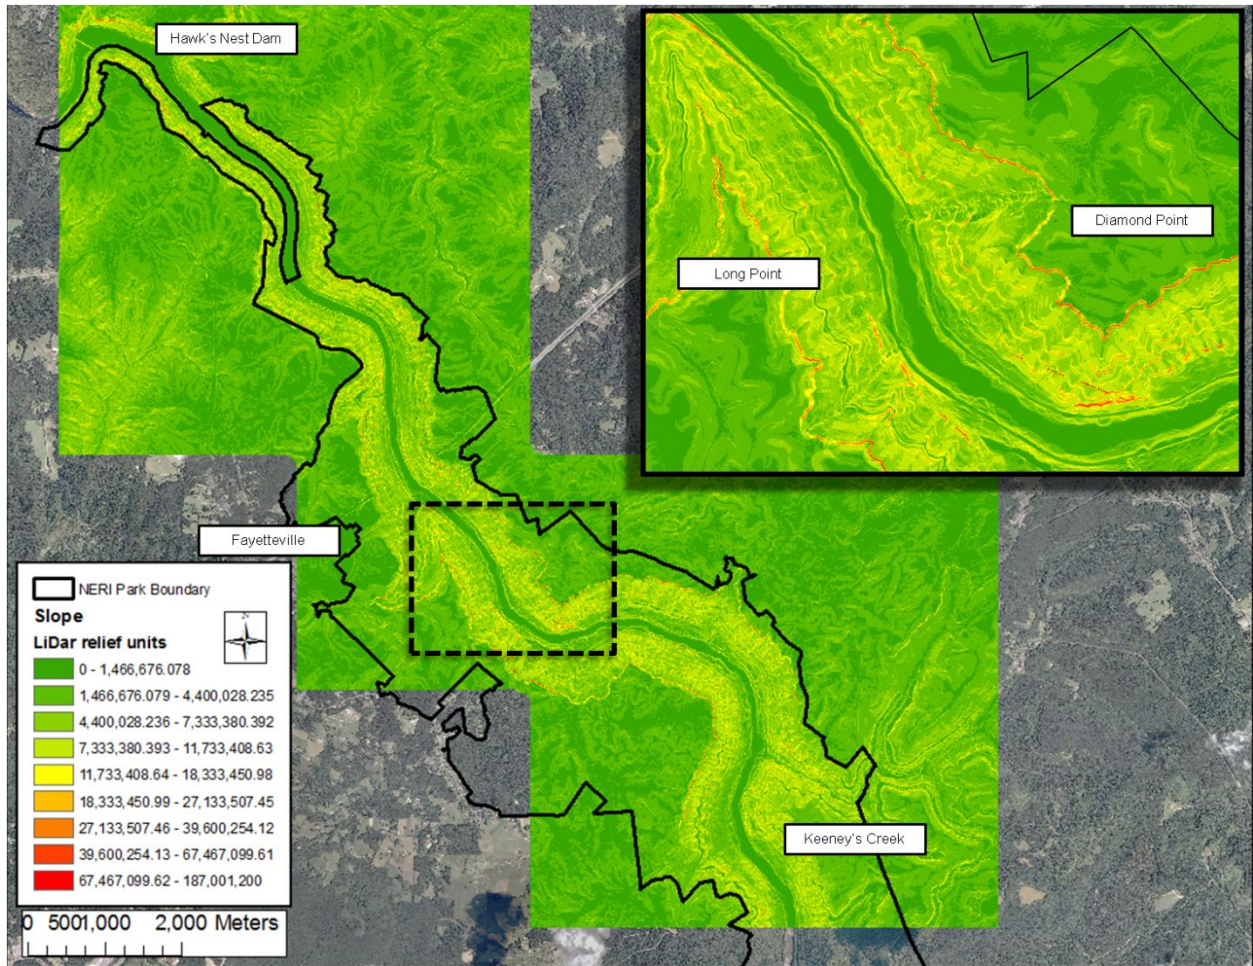 Hawk's Nest Dam
Diamond Point
Long Point
Fayetteville
NERI Park Boundary
Slope
LiDar relief units
0 - 1,466,676.078
1,466,676.079 - 4,400,028.235
4,400,028.236 - 7,333,380.392
7,333,380.393 - 11,733,408.63
11,733,408.64 - 18,333,450.98
18,333,450.99 - 27,133,507.45
27,133,507.46 - 39,600,254.12
39,600,254.13 - 67,467,099.61
67,467,099.62 - 187,001,200
Keeney's Creek
0 5001,000 2,000 Meters